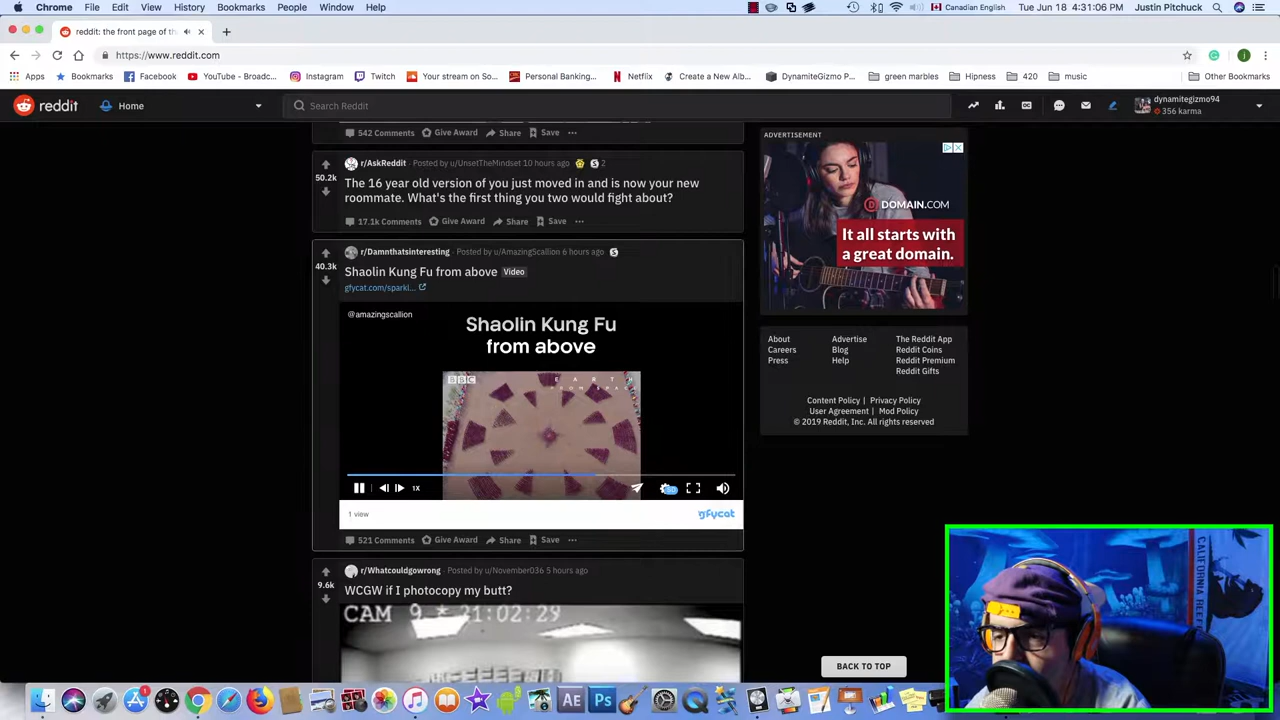 Chrome File Edit View History Bookmarks People Window Help Canadian English Tue Jun 18 4:31:06 PM Justin Pitchuck
reddit: the front page of th
https://www.reddit.com
Apps Bookmarks Facebook YouTube - Broadc... Instagram Twitch Your stream on So... Personal Banking... Netflix Create a New Alb... DynamiteGizmo P... green marbles Hipness 420 music Other Bookmarks
reddit Home Search Reddit dynamitegizmo94
356 karma
542 Comments Give Award Share Save
r/AskReddit Posted by u/UnsetTheMindset 10 hours ago S 2
50.2k
The 16 year old version of you just moved in and is now your new
roommate. What's the first thing you two would fight about?
17.1k Comments Give Award Share Save
r/Damnthatsinteresting Posted by u/AmazingScallion 6 hours ago S
40.3k
Shaolin Kung Fu from above Video
gfycat.com/sparkl...
@amazingscallion
Shaolin Kung Fu
from above
BBC EARTH
1X
1 view gfycat
521 Comments Give Award Share Save
r/Whatcouldgowrong Posted by u/November036 5 hours ago
9.6k
WCGW if I photocopy my butt?
CAM 9 * 21:02:29
ADVERTISEMENT
DOMAIN.COM
It all starts with
a great domain.
About Advertise The Reddit App
Careers Blog Reddit Coins
Press Help Reddit Premium
Reddit Gifts
Content Policy | Privacy Policy
User Agreement | Mod Policy
© 2019 Reddit, Inc. All rights reserved
BACK TO TOP
CALIFORNIA
1
Ae Ps